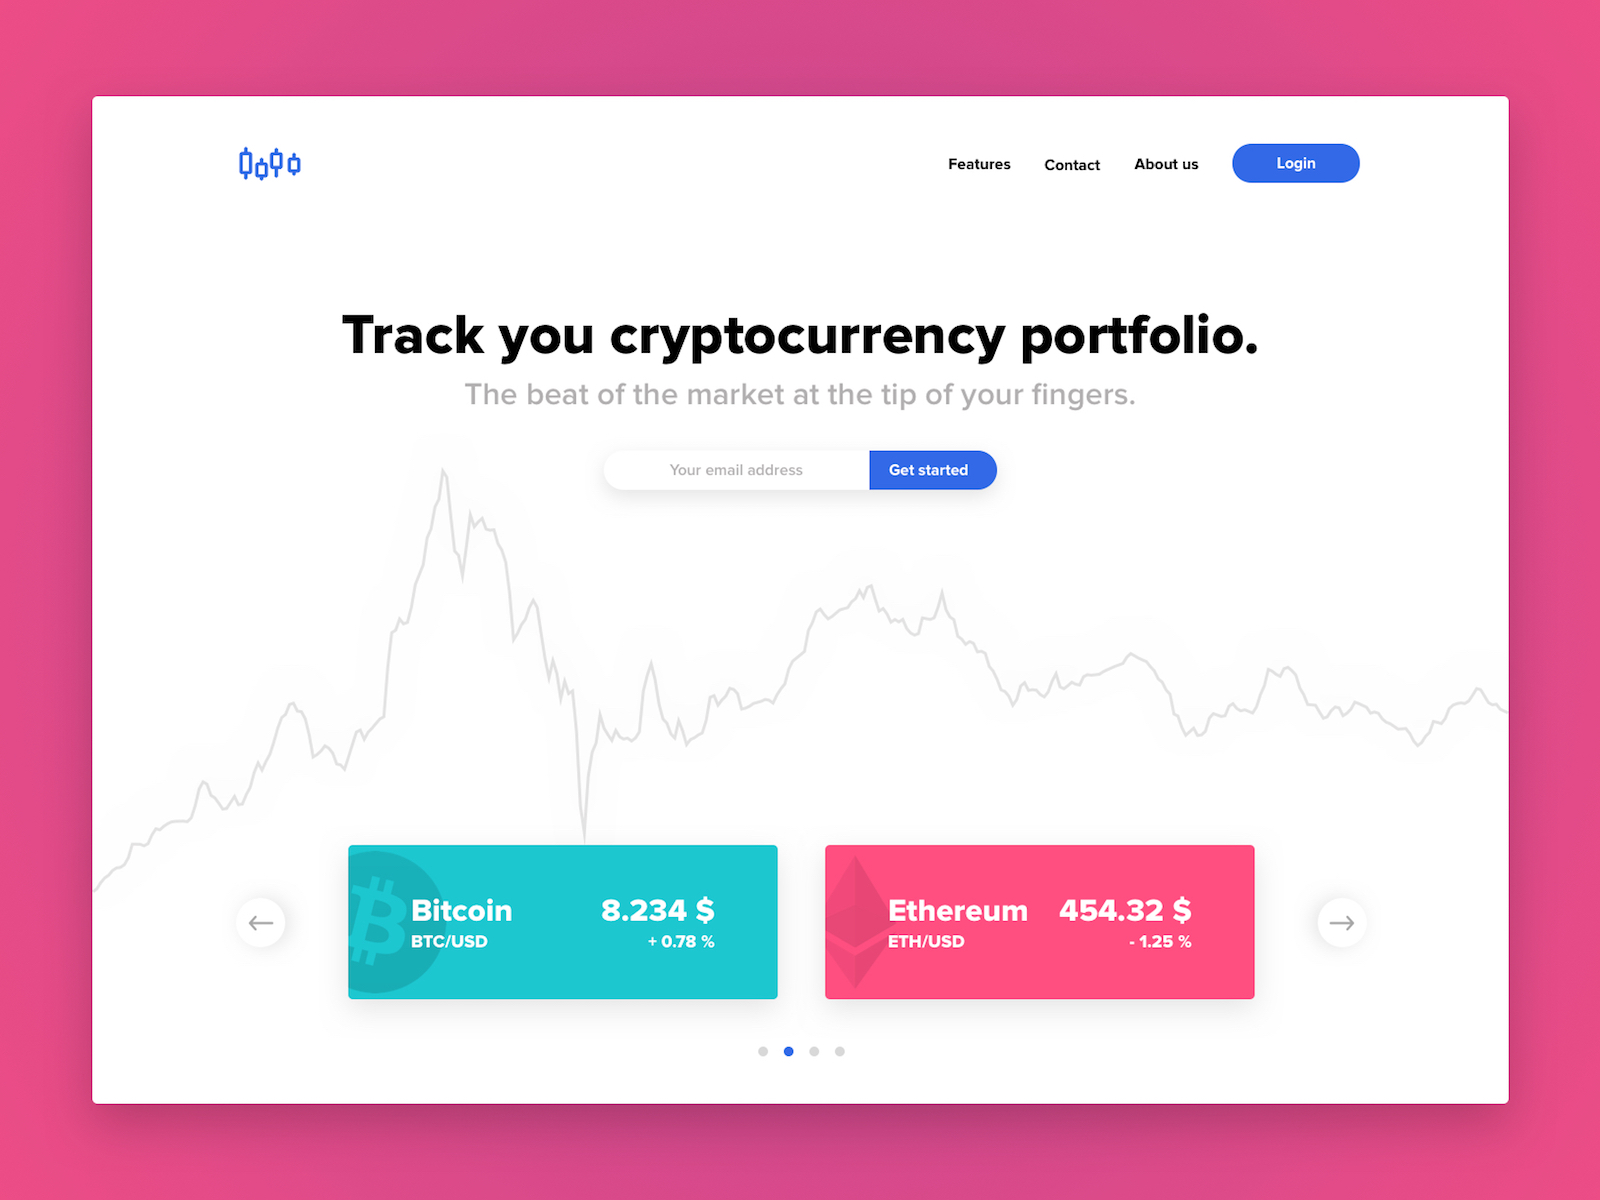 Features Contact About us Login
Track you cryptocurrency portfolio.
The beat of the market at the tip of your fingers.
Your email address Get started
Bitcoin 8.234 $
BTC/USD + 0.78 %
Ethereum 454.32 $
ETH/USD - 1.25 %